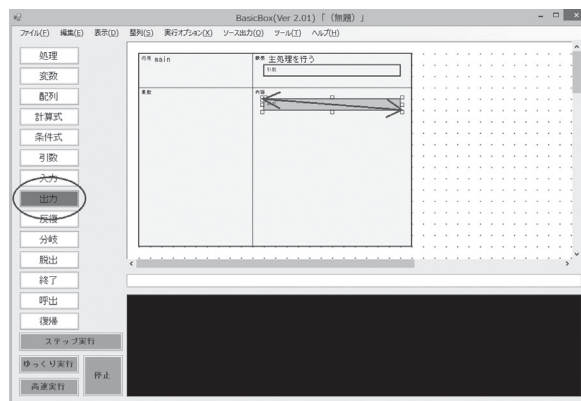 BasicBox(Ver 2.01)「(無題)」
ファイル(F) 編集(E) 表示(D) 整列(S) 実行オプション(X) ソース出力(O) ツール(T) ヘルプ(H)
処理
変数
配列
計算式
条件式
引数
入力
出力
反復
分岐
脱出
終了
呼出
復帰
ステップ実行
ゆっくり実行
高速実行
停止
main
主処理を行う
引数
変数
内容